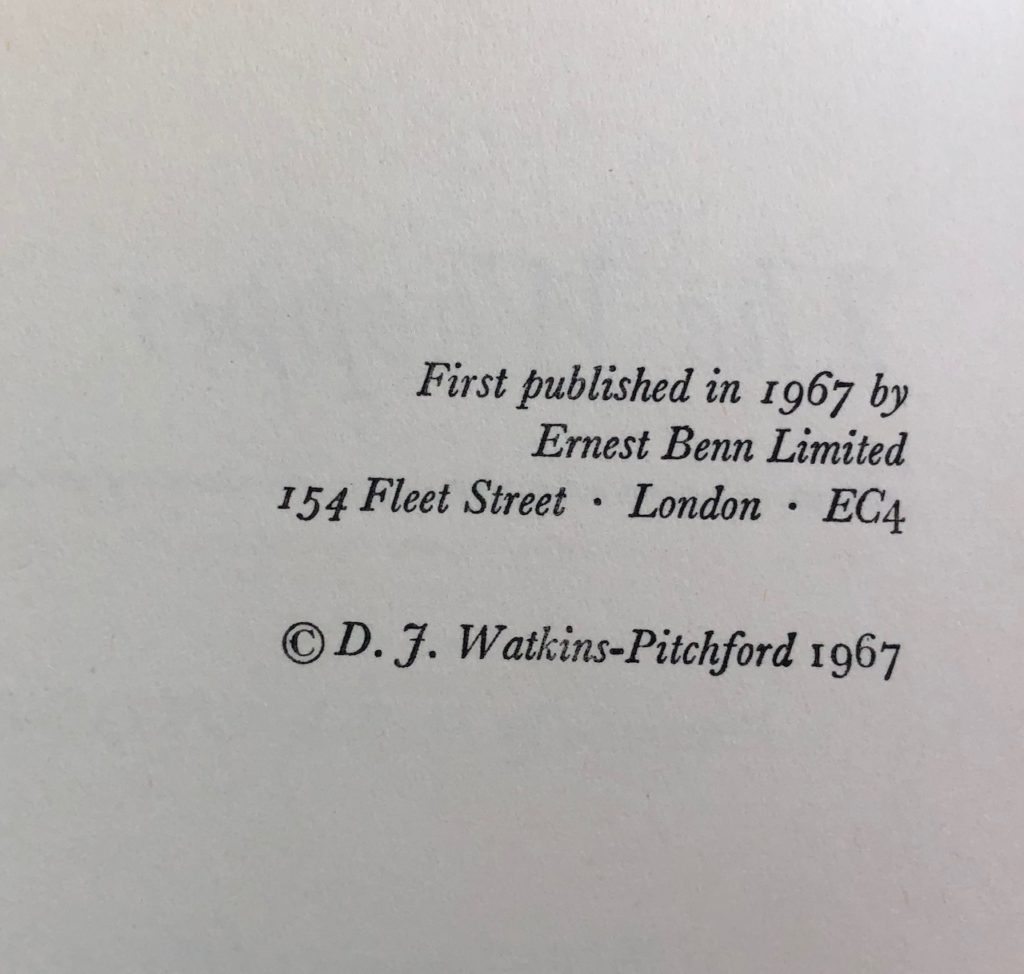 First published in 1967 by
Ernest Benn Limited
154 Fleet Street · London · EC4
© D. J. Watkins-Pitchford 1967